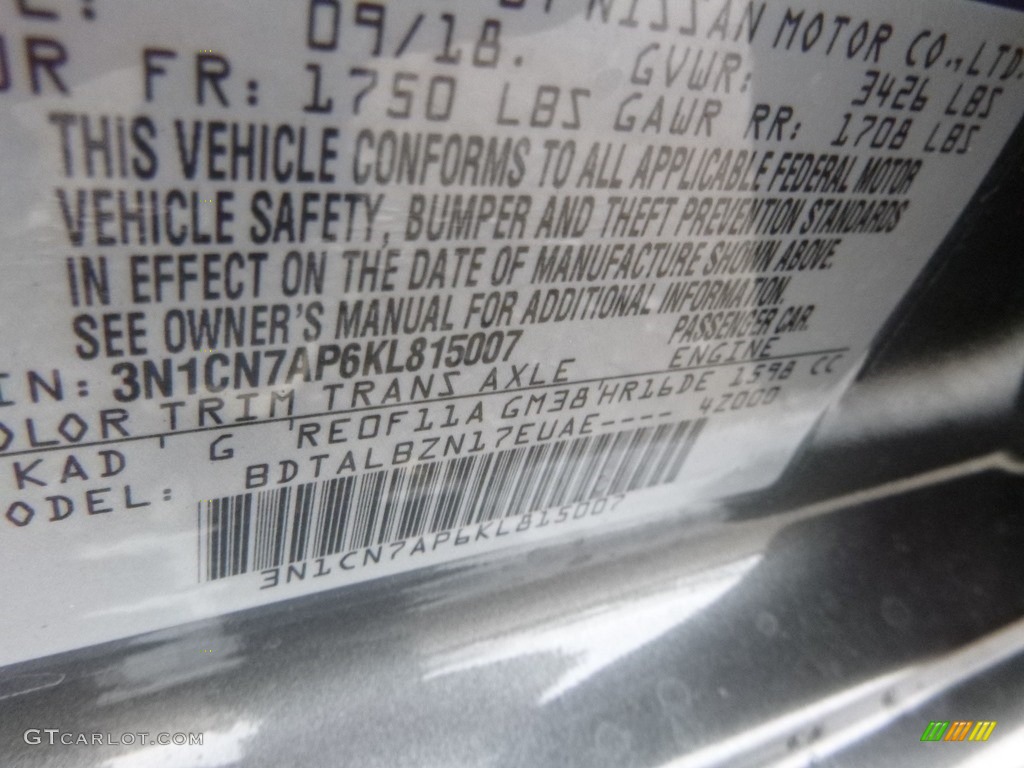 09/18.
NISSAN MOTOR CO.,LTD.
GVWR: 3426 LBS
FR: 1750 LBS GAWR RR: 1708 LBS
THIS VEHICLE CONFORMS TO ALL APPLICABLE FEDERAL MOTOR
VEHICLE SAFETY, BUMPER AND THEFT PREVENTION STANDARDS
IN EFFECT ON THE DATE OF MANUFACTURE SHOWN ABOVE.
SEE OWNER'S MANUAL FOR ADDITIONAL INFORMATION.
IN: 3N1CN7AP6KL815007 PASSENGER CAR.
OLOR TRIM TRANS AXLE ENGINE
KAD ' G ' RE0F11A GM38 'HR16DE 1598 CC
ODEL: BDTALBZN17EUAE---- 4Z000
3N1CN7AP6KL815007
GTCARLOT.COM